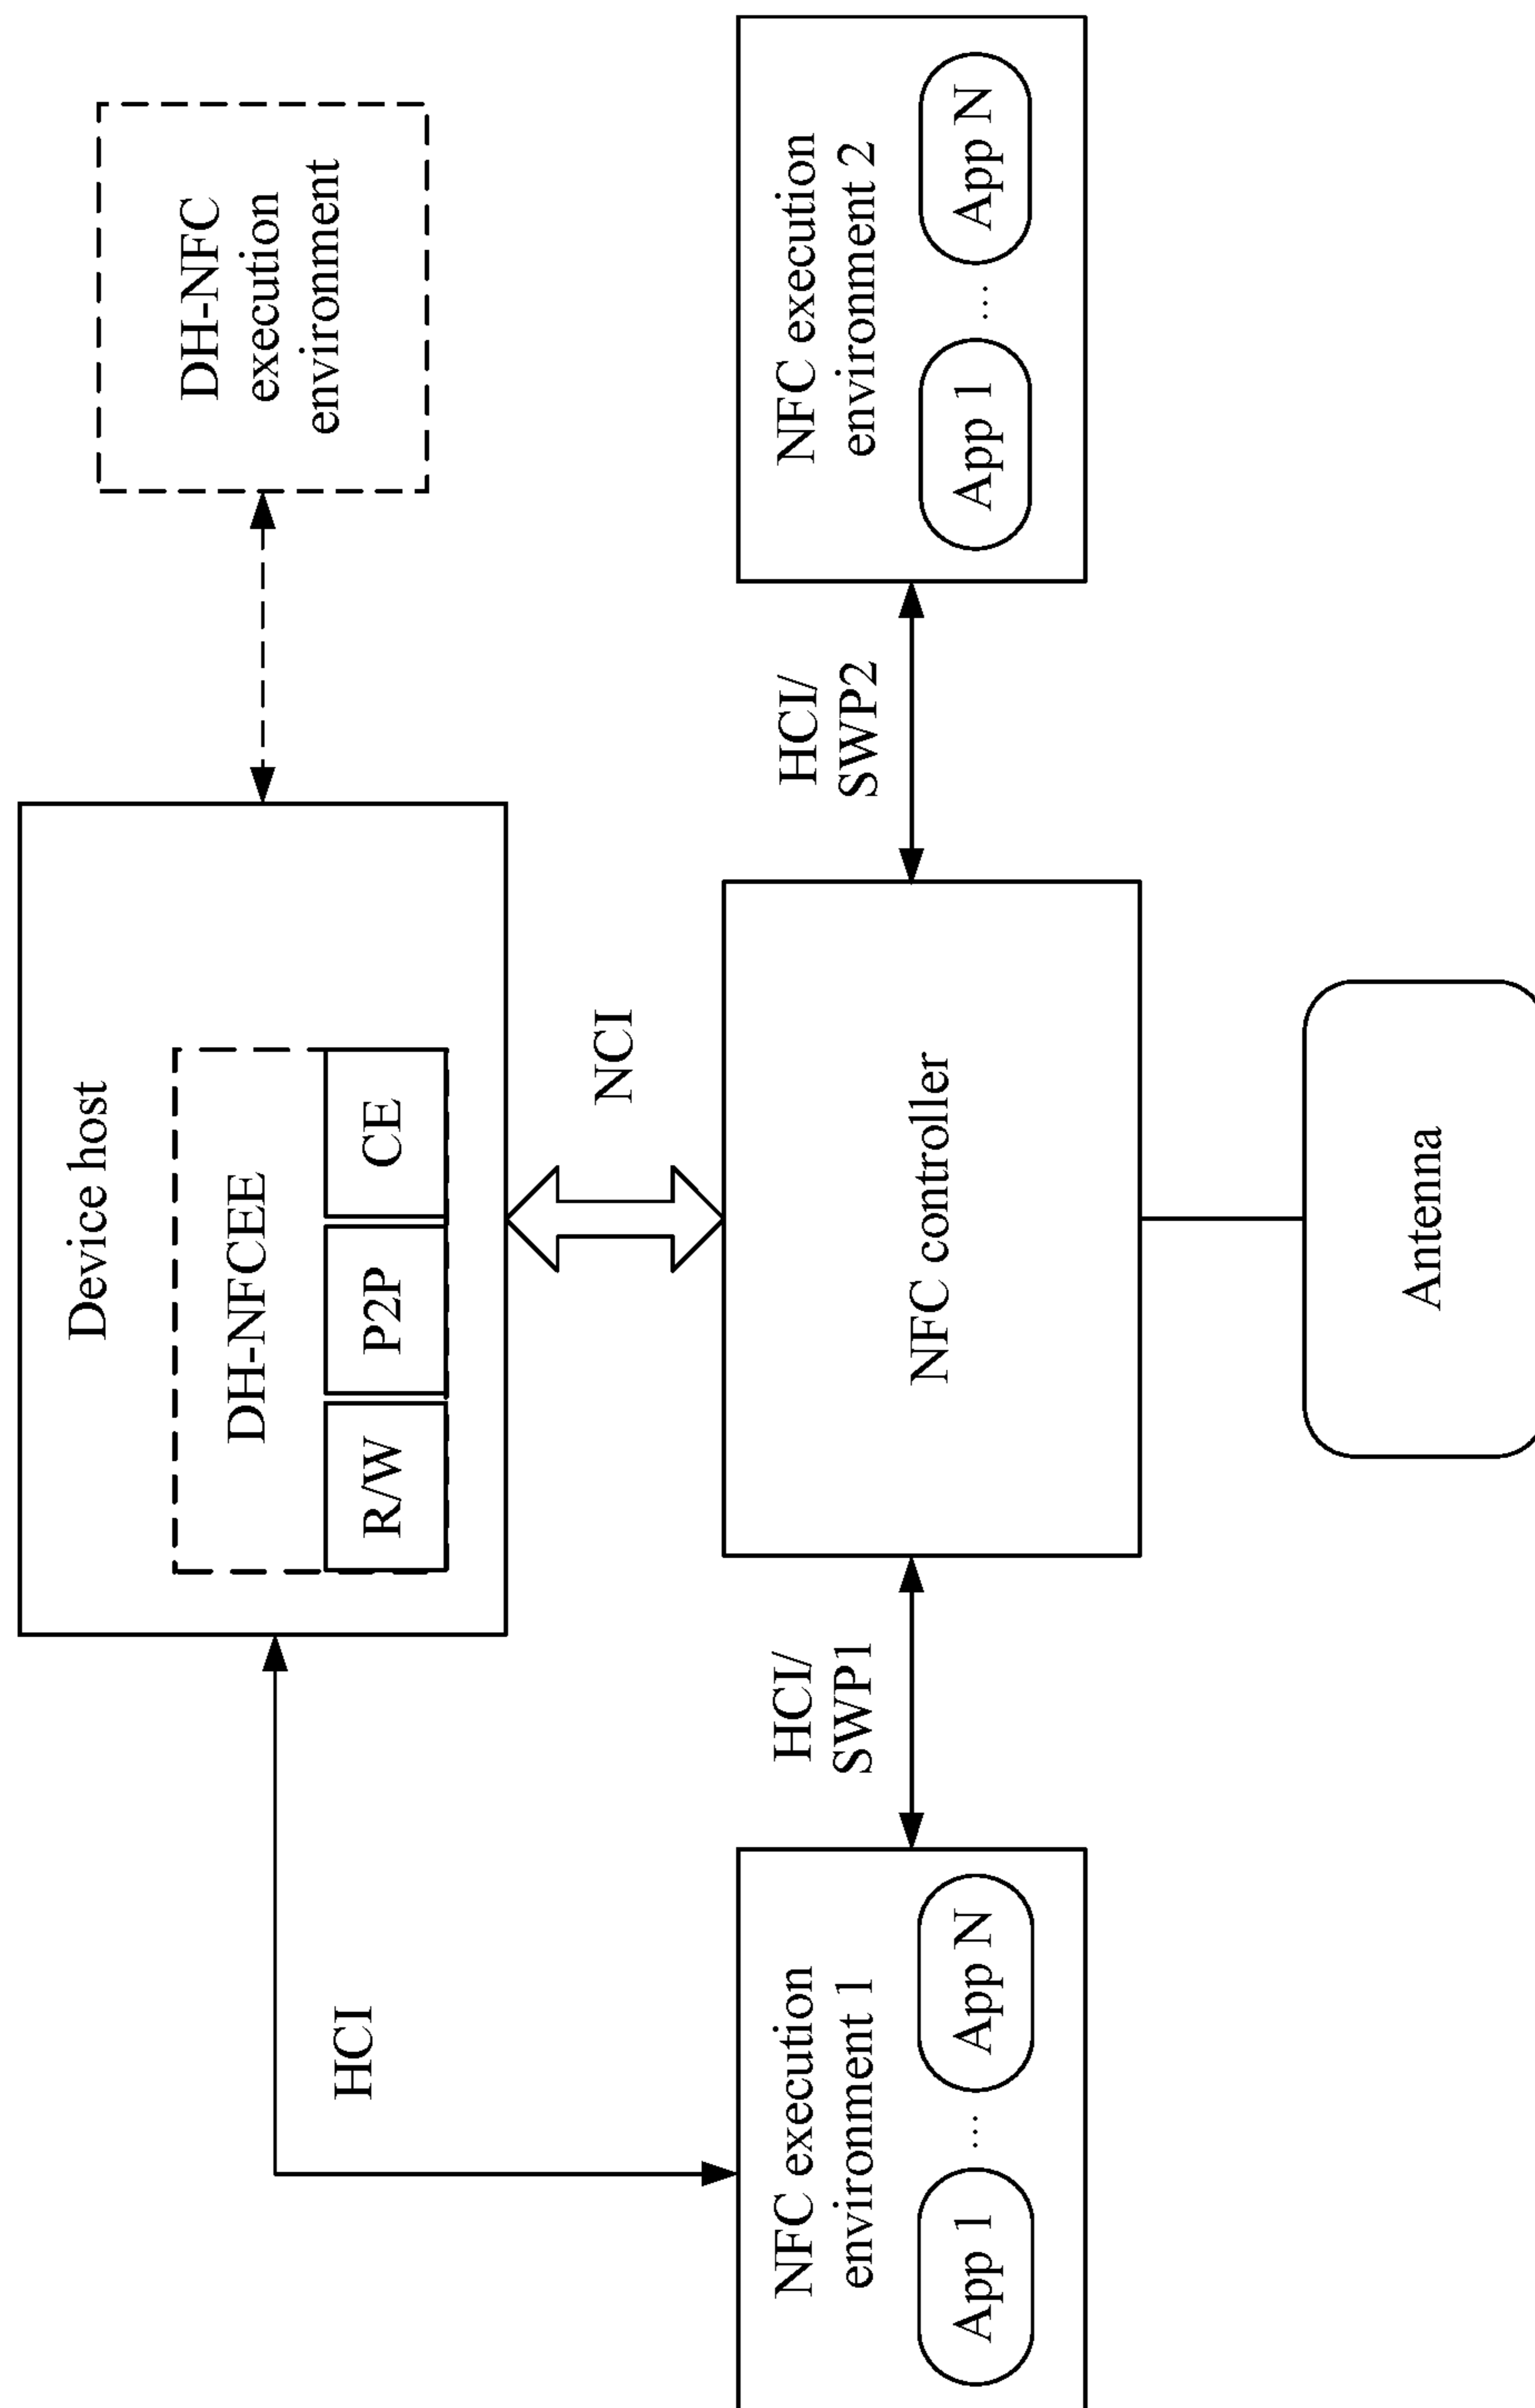 Device host
DH-NFCEE
R/W
P2P
CE
DH-NFC
execution
environment
HCI
NCI
NFC execution
environment 1
App 1
...
App N
HCI/
SWP1
NFC controller
HCI/
SWP2
NFC execution
environment 2
App 1
...
App N
Antenna